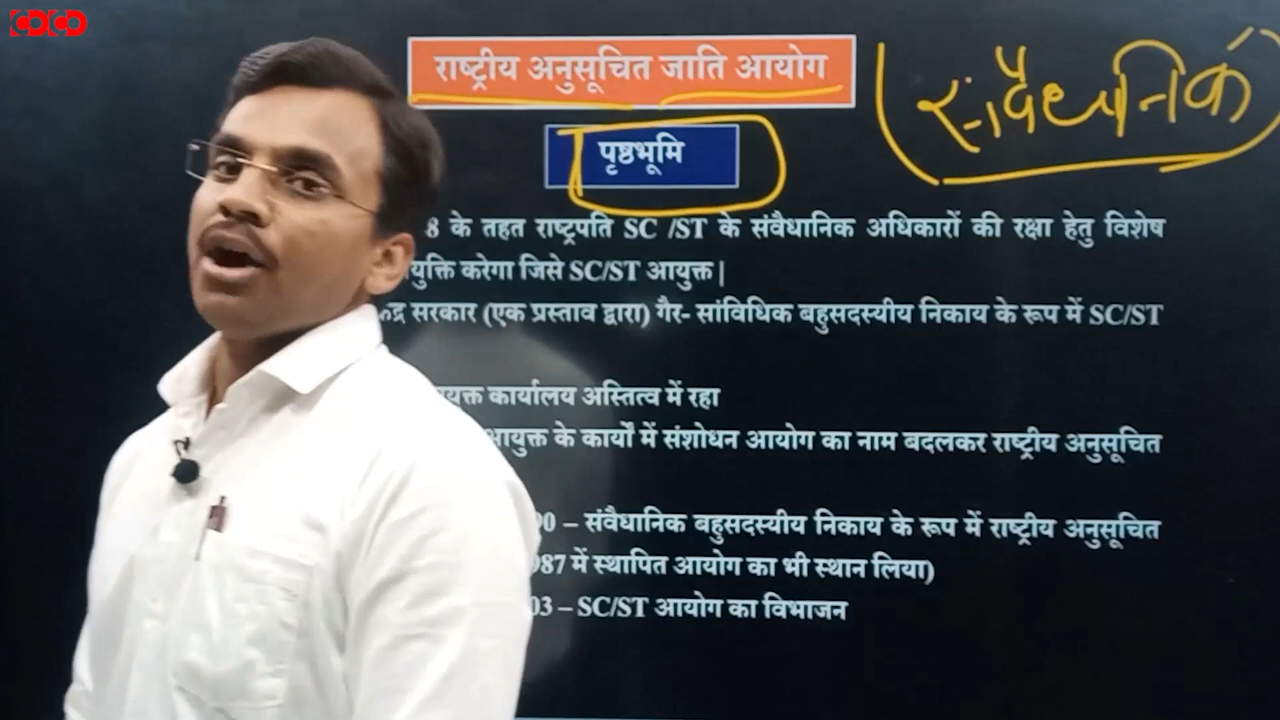 COCO
राष्ट्रीय अनुसूचित जाति आयोग
संवैधानिक
पृष्ठभूमि
8 के तहत राष्ट्रपति SC /ST के संवैधानिक अधिकारों की रक्षा हेतु विशेष
करेगा जिसे SC/ST आयुक्त |
सरकार (एक प्रस्ताव द्वारा) गैर- सांविधिक बहुसदस्यीय निकाय के रूप में SC/ST
कार्यालय अस्तित्व में रहा
के कार्यों में संशोधन आयोग का नाम बदलकर राष्ट्रीय अनुसूचित
90 – संवैधानिक बहुसदस्यीय निकाय के रूप में राष्ट्रीय अनुसूचित
87 में स्थापित आयोग का भी स्थान लिया)
03 – SC/ST आयोग का विभाजन